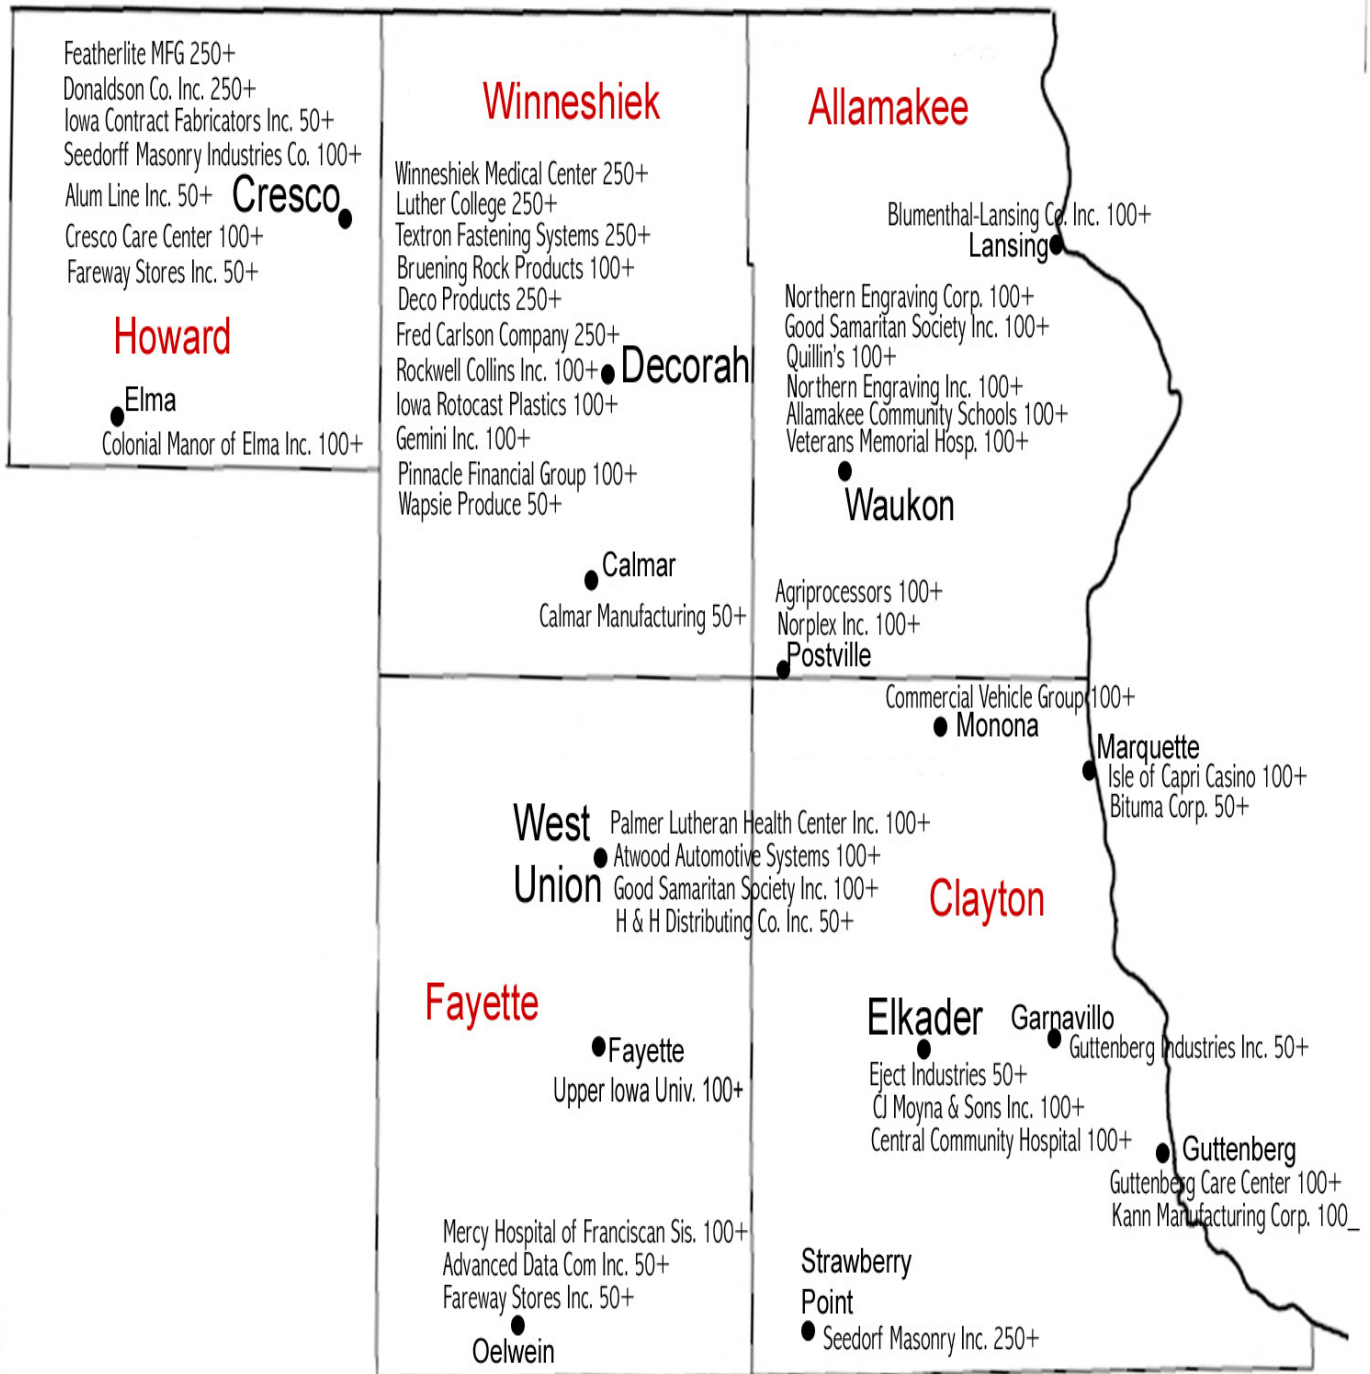 Featherlite MFG 250+
Donaldson Co. Inc. 250+
Iowa Contract Fabricators Inc. 50+
Seedorff Masonry Industries Co. 100+
Alum Line Inc. 50+
Cresco
Cresco Care Center 100+
Fareway Stores Inc. 50+
Howard
Elma
Colonial Manor of Elma Inc. 100+
Winneshiek
Winneshiek Medical Center 250+
Luther College 250+
Textron Fastening Systems 250+
Bruening Rock Products 100+
Deco Products 250+
Fred Carlson Company 250+
Rockwell Collins Inc. 100+
Decorah
Iowa Rotocast Plastics 100+
Gemini Inc. 100+
Pinnacle Financial Group 100+
Wapsie Produce 50+
Calmar
Calmar Manufacturing 50+
Allamakee
Blumenthal-Lansing Co. Inc. 100+
Lansing
Northern Engraving Corp. 100+
Good Samaritan Society Inc. 100+
Quillin's 100+
Northern Engraving Inc. 100+
Allamakee Community Schools 100+
Veterans Memorial Hosp. 100+
Waukon
Agriprocessors 100+
Norplex Inc. 100+
Postville
Commercial Vehicle Group 100+
Monona
Marquette
Isle of Capri Casino 100+
Bituma Corp. 50+
West
Union
Palmer Lutheran Health Center Inc. 100+
Atwood Automotive Systems 100+
Good Samaritan Society Inc. 100+
H & H Distributing Co. Inc. 50+
Clayton
Fayette
Fayette
Upper Iowa Univ. 100+
Elkader
Eject Industries 50+
CJ Moyna & Sons Inc. 100+
Central Community Hospital 100+
Garnavillo
Guttenberg Industries Inc. 50+
Guttenberg
Guttenberg Care Center 100+
Kann Manufacturing Corp. 100_
Mercy Hospital of Franciscan Sis. 100+
Advanced Data Com Inc. 50+
Fareway Stores Inc. 50+
Oelwein
Strawberry
Point
Seedorf Masonry Inc. 250+